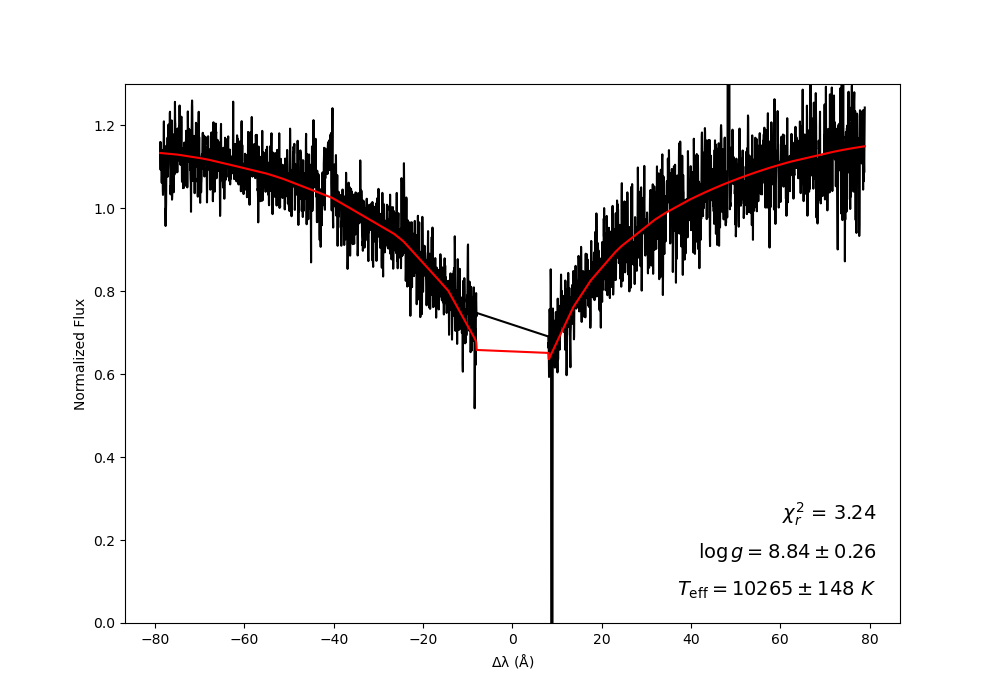 1.2
1.0
0.8
0.6
0.4
0.2
0.0
Normalized Flux
χ²ᵣ = 3.24
log g = 8.84 ± 0.26
T_eff = 10265 ± 148 K
−80 −60 −40 −20 0 20 40 60 80
Δλ (Å)